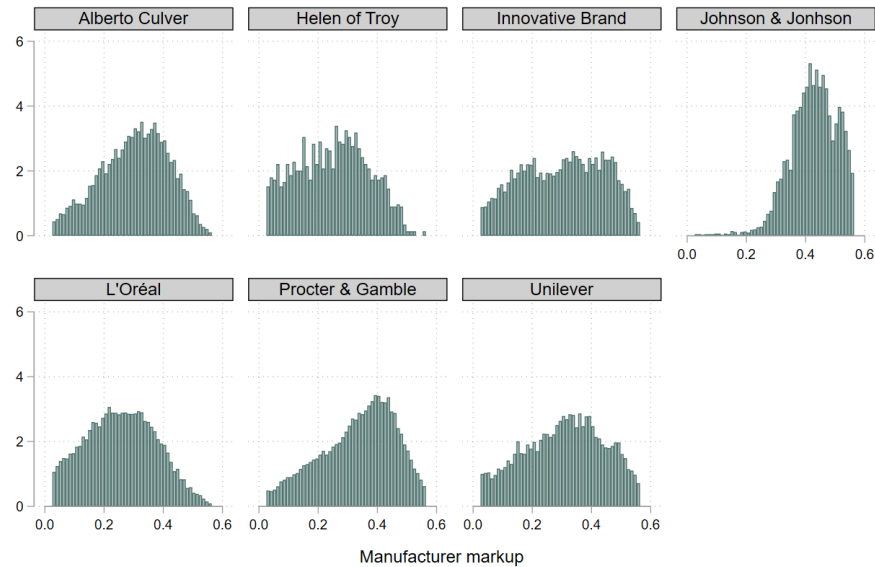 Alberto Culver
Helen of Troy
Innovative Brand
Johnson & Jonhson
6
4
2
0
0.0 0.2 0.4 0.6
L'Oréal
Procter & Gamble
Unilever
6
4
2
0
0.0 0.2 0.4 0.6
0.0 0.2 0.4 0.6
0.0 0.2 0.4 0.6
Manufacturer markup